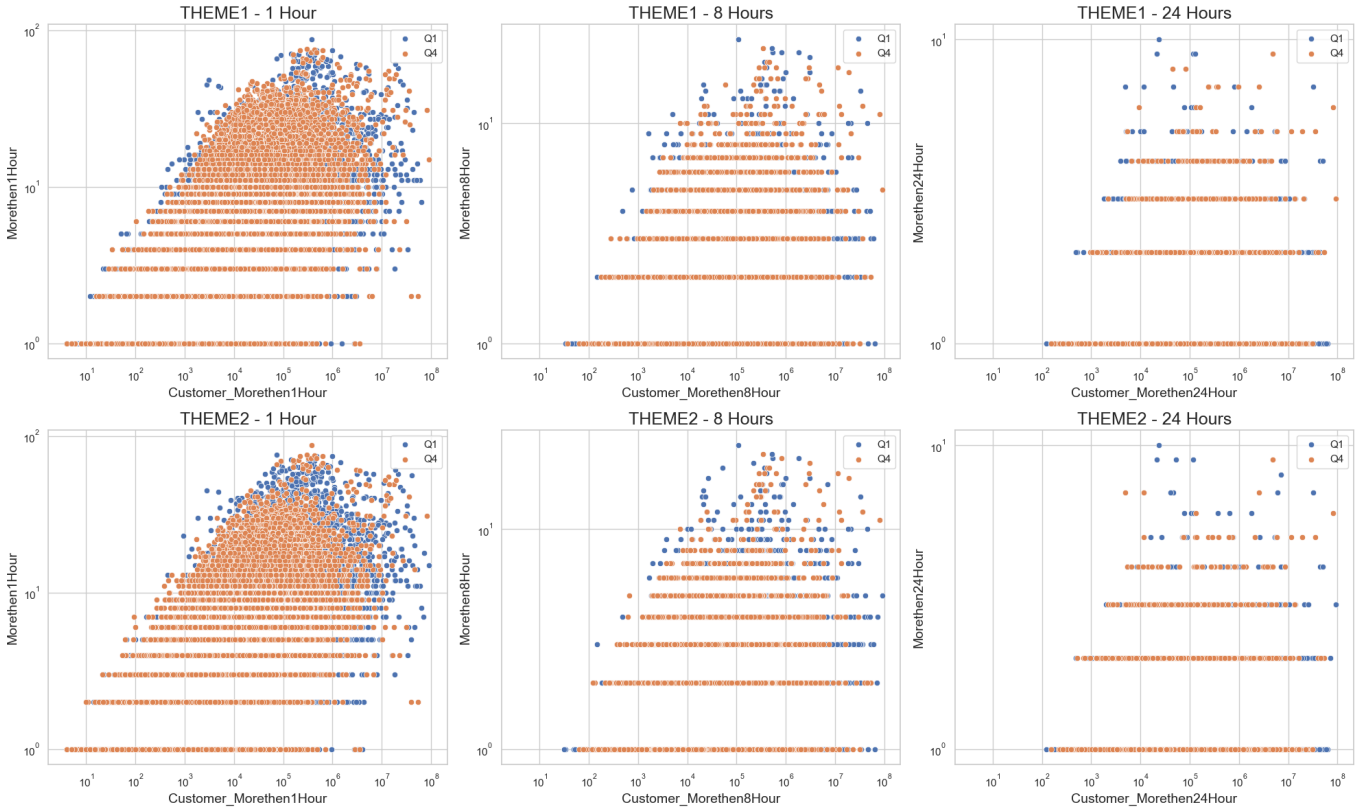 THEME1 - 1 Hour
Q1
Q4
10² 
10¹
10⁰
Morethen1Hour
10¹ 10² 10³ 10⁴ 10⁵ 10⁶ 10⁷ 10⁸
Customer_Morethen1Hour
THEME1 - 8 Hours
Q1
Q4
10¹
10⁰
Morethen8Hour
10¹ 10² 10³ 10⁴ 10⁵ 10⁶ 10⁷ 10⁸
Customer_Morethen8Hour
THEME1 - 24 Hours
Q1
Q4
10¹
10⁰
Morethen24Hour
10¹ 10² 10³ 10⁴ 10⁵ 10⁶ 10⁷ 10⁸
Customer_Morethen24Hour
THEME2 - 1 Hour
Q1
Q4
10²
10¹
10⁰
Morethen1Hour
10¹ 10² 10³ 10⁴ 10⁵ 10⁶ 10⁷ 10⁸
Customer_Morethen1Hour
THEME2 - 8 Hours
Q1
Q4
10¹
10⁰
Morethen8Hour
10¹ 10² 10³ 10⁴ 10⁵ 10⁶ 10⁷ 10⁸
Customer_Morethen8Hour
THEME2 - 24 Hours
Q1
Q4
10¹
10⁰
Morethen24Hour
10¹ 10² 10³ 10⁴ 10⁵ 10⁶ 10⁷ 10⁸
Customer_Morethen24Hour